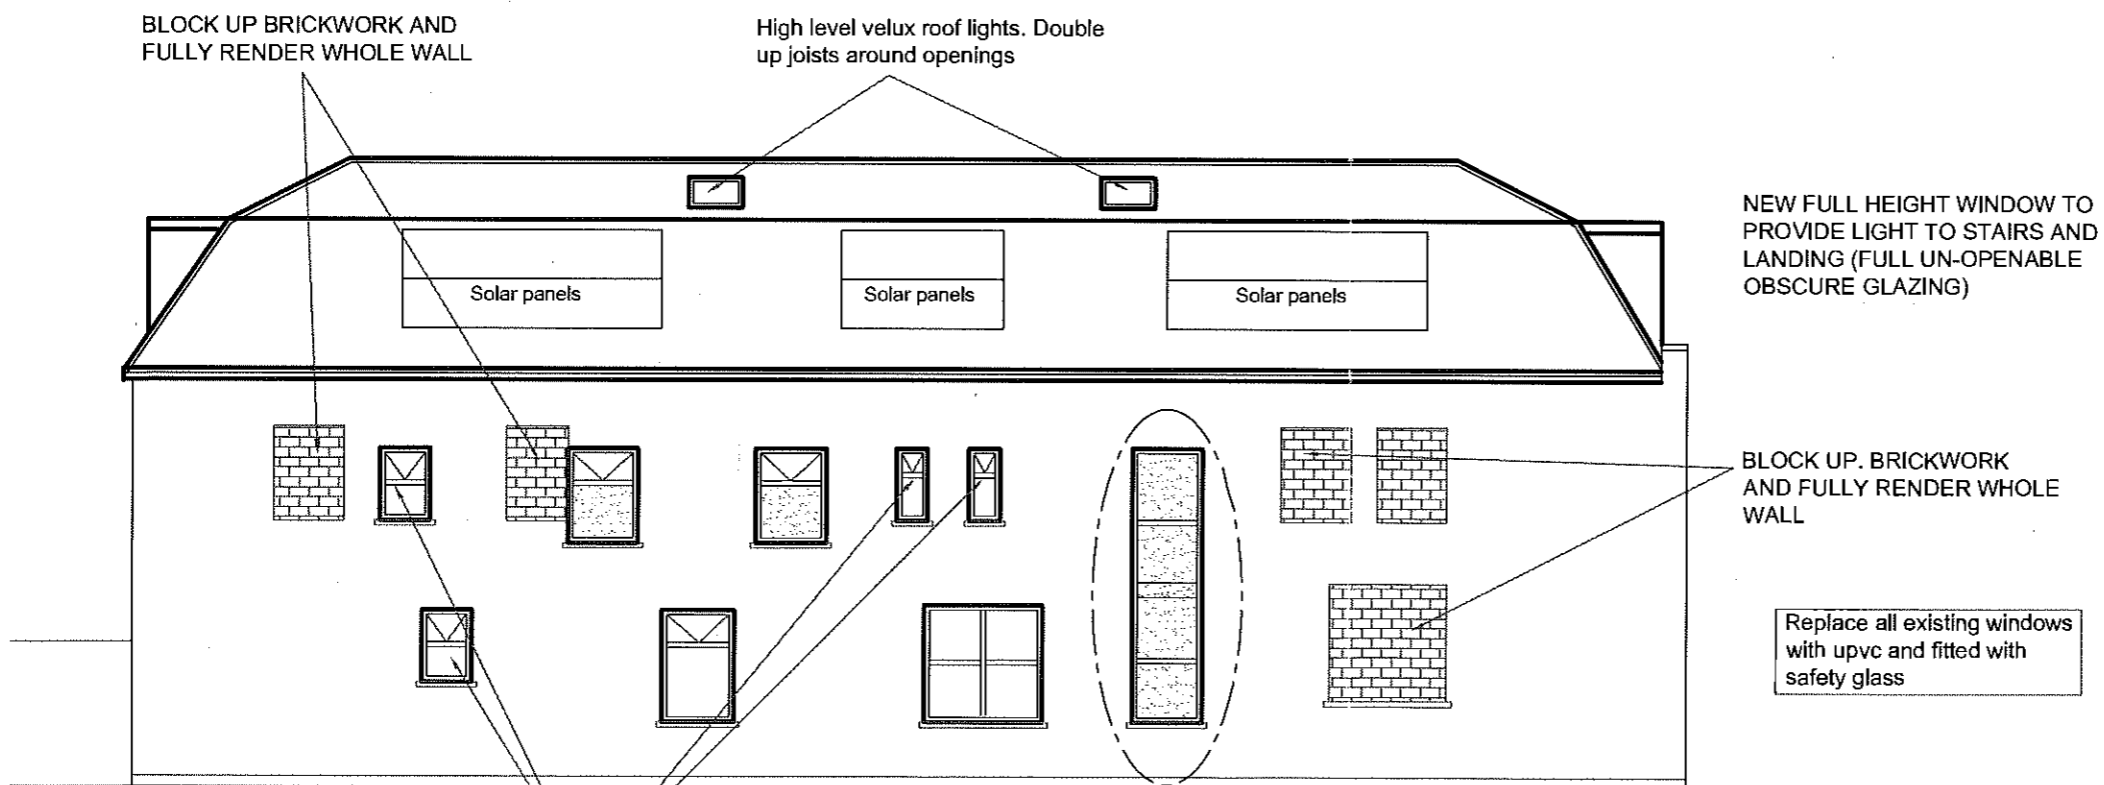 BLOCK UP BRICKWORK AND
FULLY RENDER WHOLE WALL
High level velux roof lights. Double
up joists around openings
NEW FULL HEIGHT WINDOW TO
PROVIDE LIGHT TO STAIRS AND
LANDING (FULL UN-OPENABLE
OBSCURE GLAZING)
Solar panels
Solar panels
Solar panels
BLOCK UP. BRICKWORK
AND FULLY RENDER WHOLE
WALL
Replace all existing windows
with upvc and fitted with
safety glass